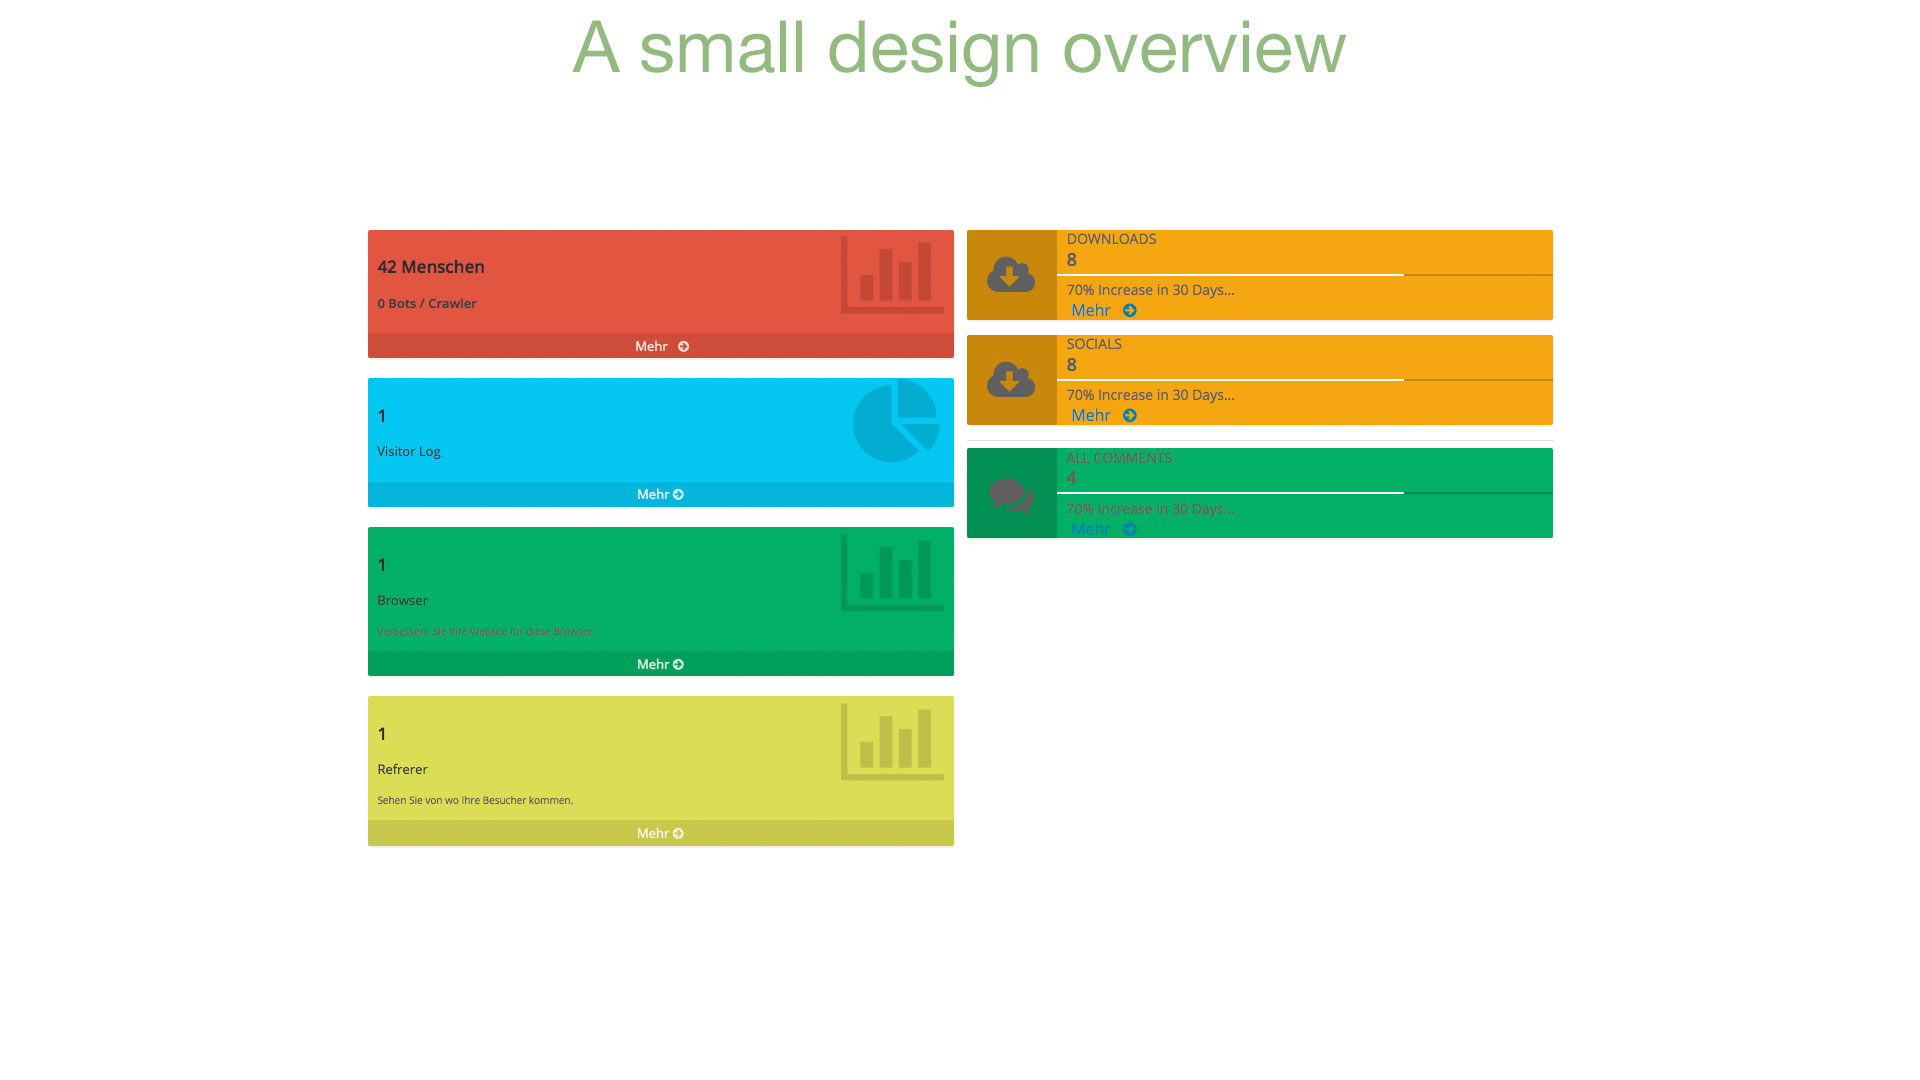 A small design overview
42 Menschen
0 Bots / Crawler
Mehr
1
Visitor Log
Mehr
1
Browser
Verbessern Sie Ihre Website für diese Browser.
Mehr
1
Refrerer
Sehen Sie von wo Ihre Besucher kommen.
Mehr
DOWNLOADS
8
70% Increase in 30 Days...
Mehr
SOCIALS
8
70% Increase in 30 Days...
Mehr
ALL COMMENTS
4
70% Increase in 30 Days...
Mehr